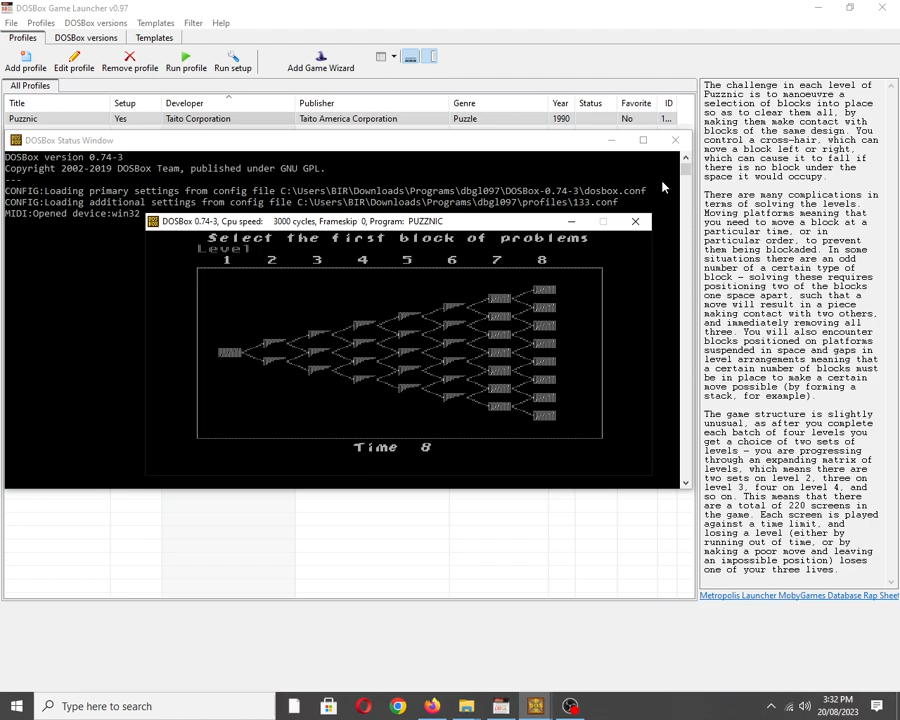 DOSBox Game Launcher v0.97
File Profiles DOSBox versions Templates Filter Help
Profiles DOSBox versions Templates
Add profile Edit profile Remove profile Run profile Run setup Add Game Wizard
All Profiles
Title Setup Developer Publisher Genre Year Status Favorite ID
Puzznic Yes Taito Corporation Taito America Corporation Puzzle 1990 No 1...
DOSBox Status Window
DOSBox version 0.74-3
Copyright 2002-2019 DOSBox Team, published under GNU GPL.
---
CONFIG:Loading primary settings from config file C:\Users\BIR\Downloads\Programs\dbgl097\DOSBox-0.74-3\dosbox.conf
CONFIG:Loading additional settings from config file C:\Users\BIR\Downloads\Programs\dbgl097\profiles\133.conf
MIDI:Opened device:win32
DOSBox 0.74-3, Cpu speed: 3000 cycles, Frameskip 0, Program: PUZZNIC
Select the first block of problems
Level
1 2 3 4 5 6 7 8
Time 8
The challenge in each level of
Puzznic is to manoeuvre a
selection of blocks into place
so as to clear them all, by
making them make contact with
blocks of the same design. You
control a cross-hair, which can
move a block left or right,
which can cause it to fall if
there is no block under the
space it would occupy.
There are many complications in
terms of solving the levels.
Moving platforms meaning that
you need to move a block at a
particular time, or in
particular order, to prevent
them being blockaded. In some
situations there are an odd
number of a certain type of
block - solving these requires
positioning two of the blocks
one space apart, such that a
move will result in a piece
making contact with two others,
and immediately removing all
three. You will also encounter
blocks positioned on platforms
suspended in space and gaps in
level arrangements meaning that
a certain number of blocks must
be in place to make a certain
move possible (by forming a
stack, for example).
The game structure is slightly
unusual, as after you complete
each batch of four levels you
get a choice of two sets of
levels - you are progressing
through an expanding matrix of
levels, which means there are
two sets on level 2, three on
level 3, four on level 4, and
so on. This means that there
are a total of 220 screens in
the game. Each screen is played
against a time limit, and
losing a level (either by
running out of time, or by
making a poor move and leaving
an impossible position) loses
one of your three lives.
Metropolis Launcher MobyGames Database Rap Sheet
Type here to search
3:32 PM
20/08/2023